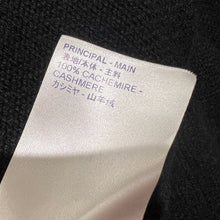 PRINCIPAL - MAIN
表地/本体・主料
100% CACHEMIRE -
CASHMERE
カシミヤ - 山羊绒